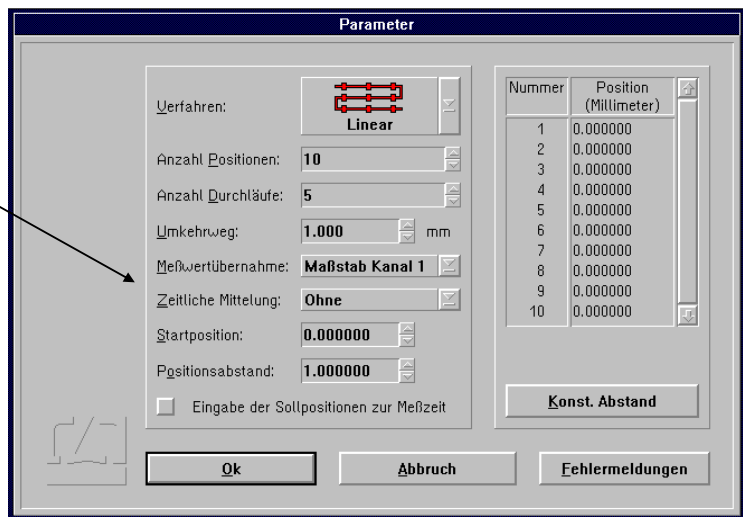 Parameter
Verfahren:
Linear
Anzahl Positionen: 10
Anzahl Durchläufe: 5
Umkehrweg: 1.000 mm
Meßwertübernahme: Maßstab Kanal 1
Zeitliche Mittelung: Ohne
Startposition: 0.000000
Positionsabstand: 1.000000
Eingabe der Sollpositionen zur Meßzeit
Nummer Position
(Millimeter)
1 0.000000
2 0.000000
3 0.000000
4 0.000000
5 0.000000
6 0.000000
7 0.000000
8 0.000000
9 0.000000
10 0.000000
Konst. Abstand
Ok Abbruch Fehlermeldungen